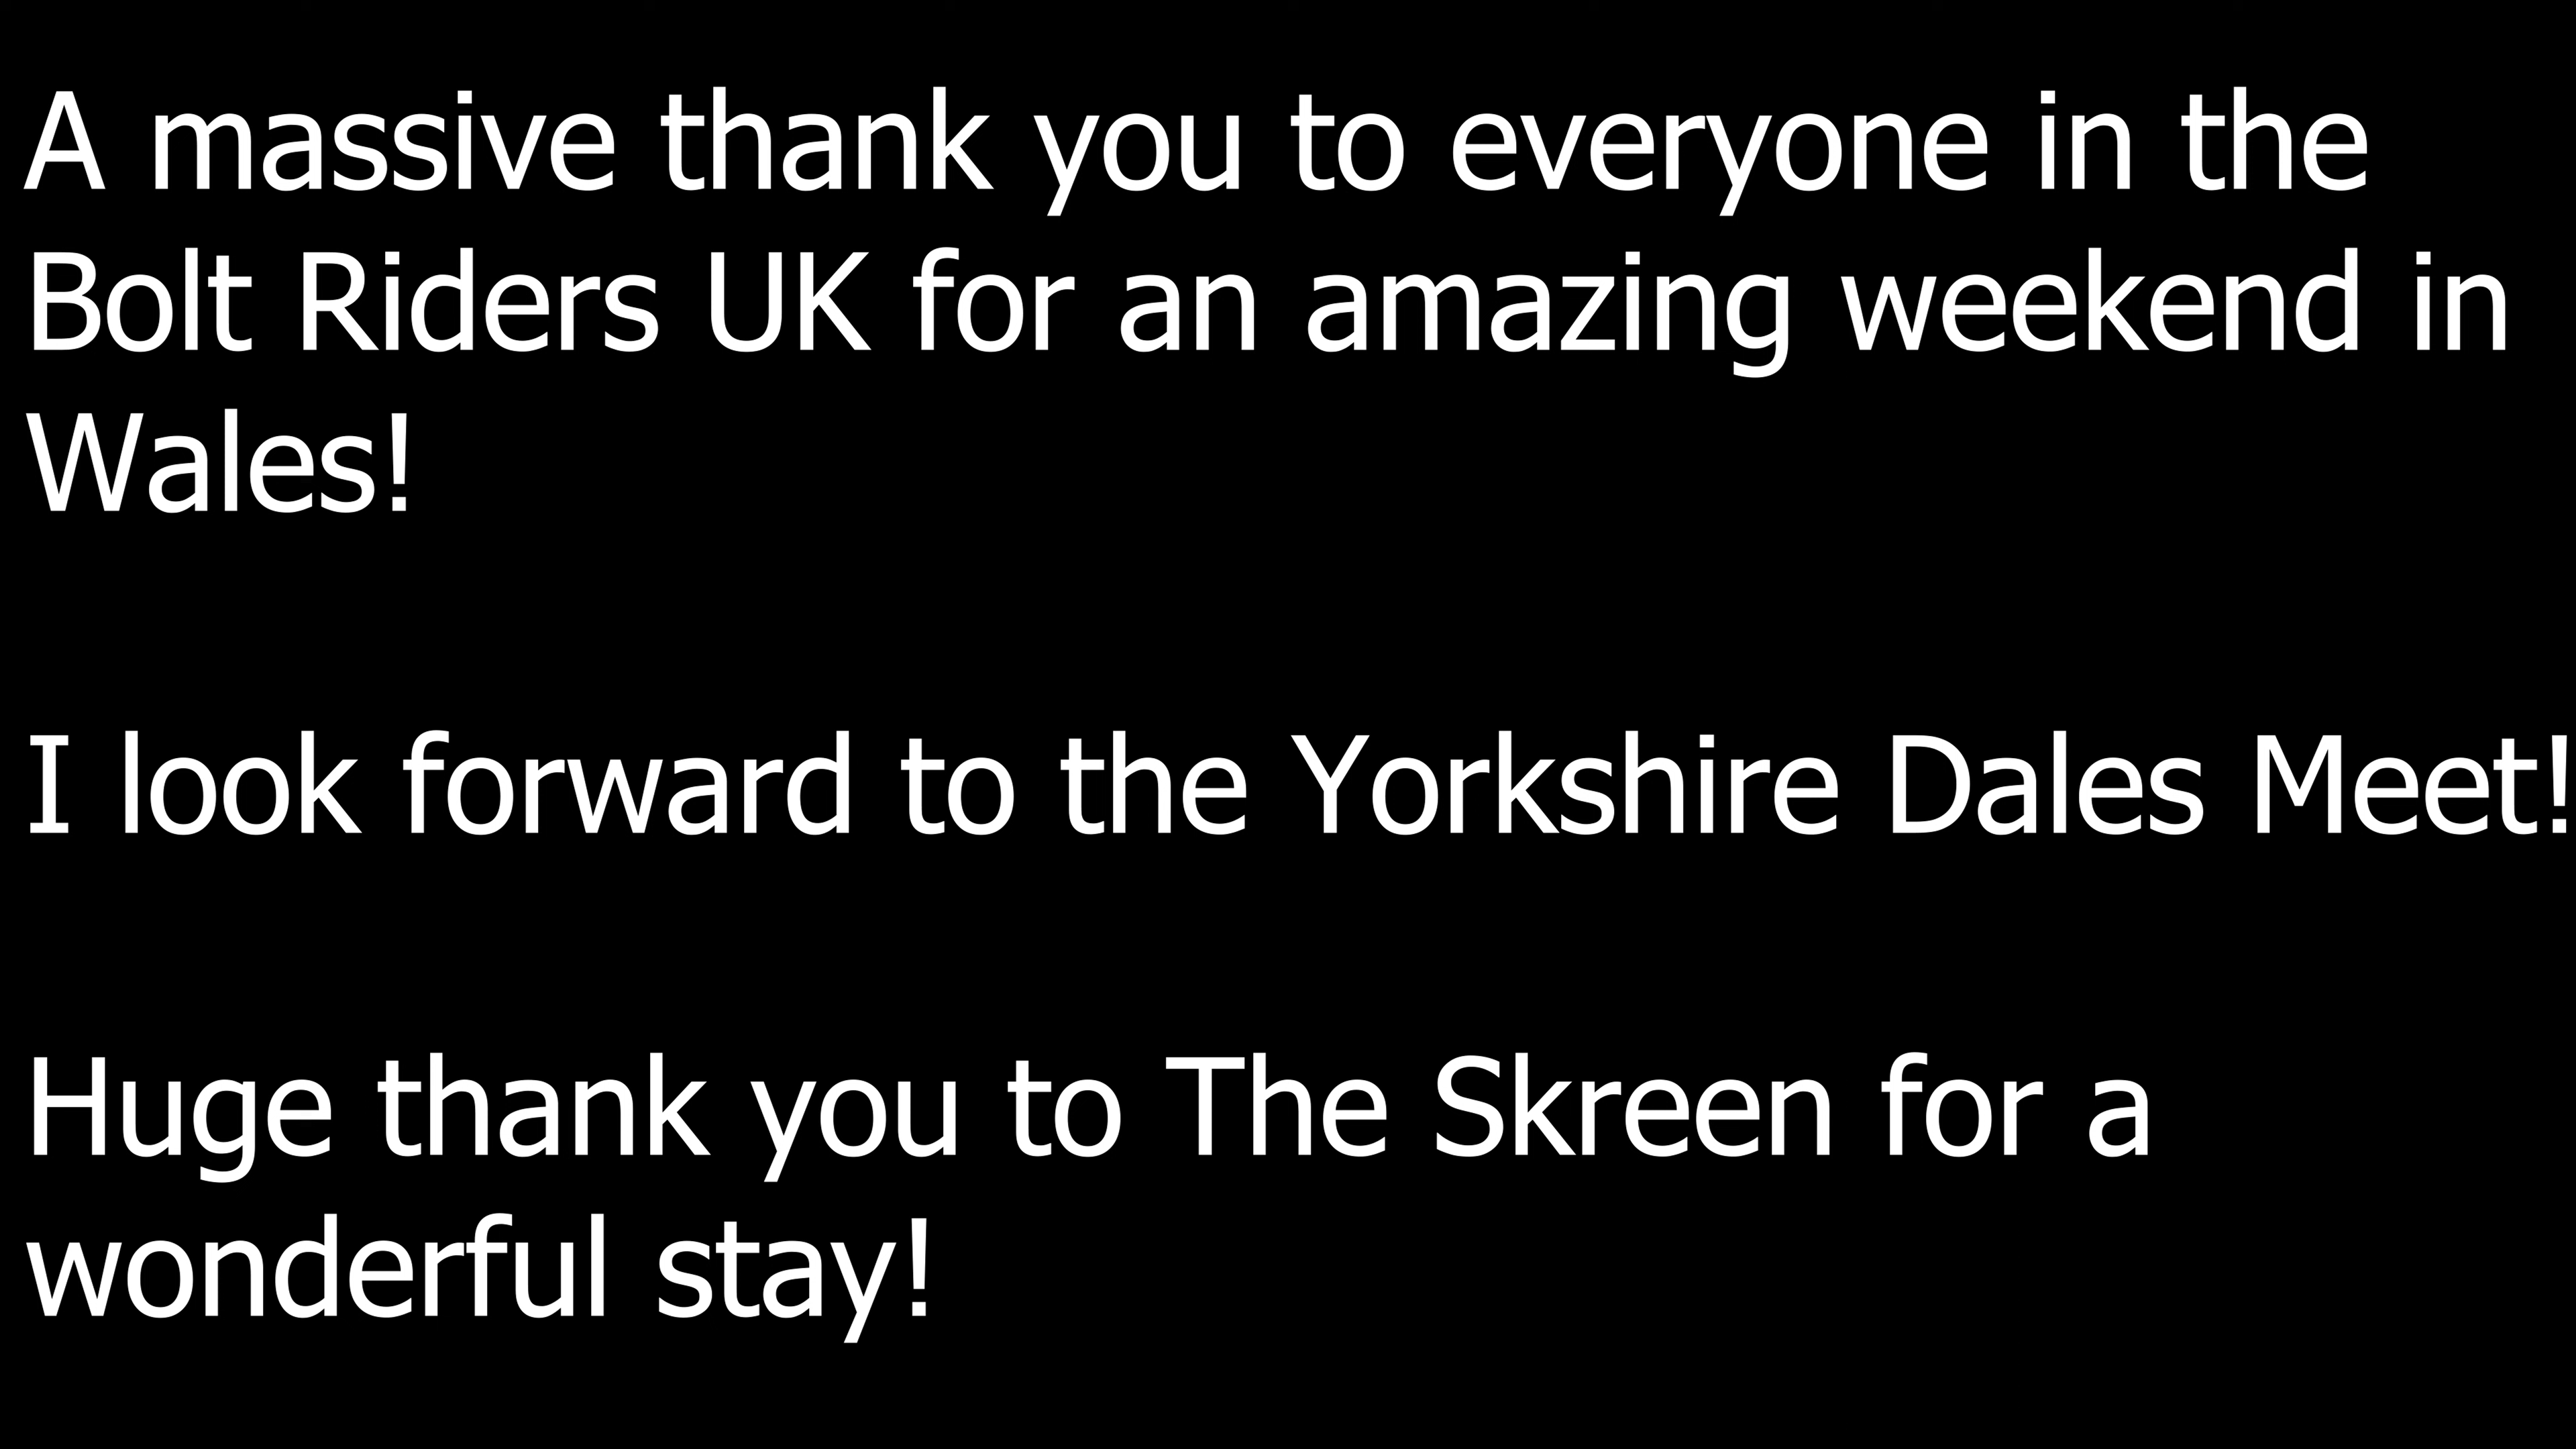 A massive thank you to everyone in the
Bolt Riders UK for an amazing weekend in
Wales!
I look forward to the Yorkshire Dales Meet!
Huge thank you to The Skreen for a
wonderful stay!